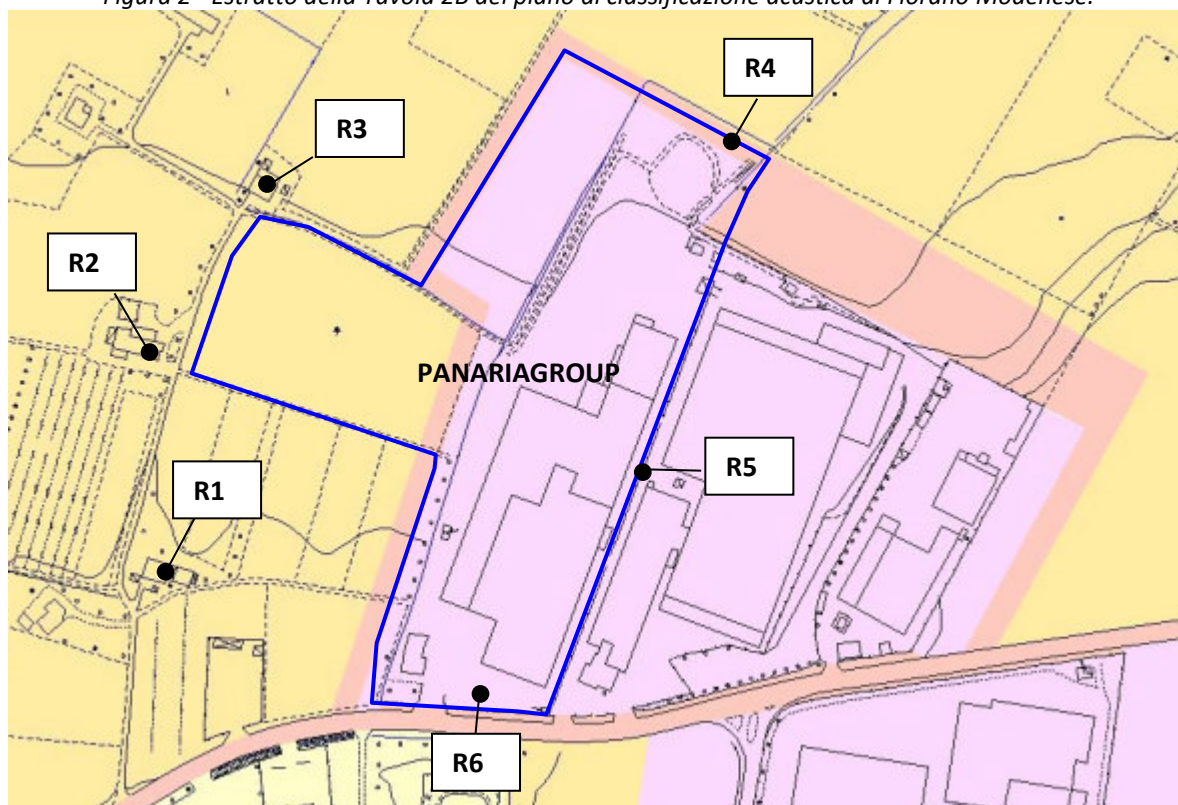 Figura 2 - Estratto della Tavola 2B del piano di classificazione acustica di Fiorano Modenese.
R4
R3
R2
PANARIAGROUP
R5
R1
R6